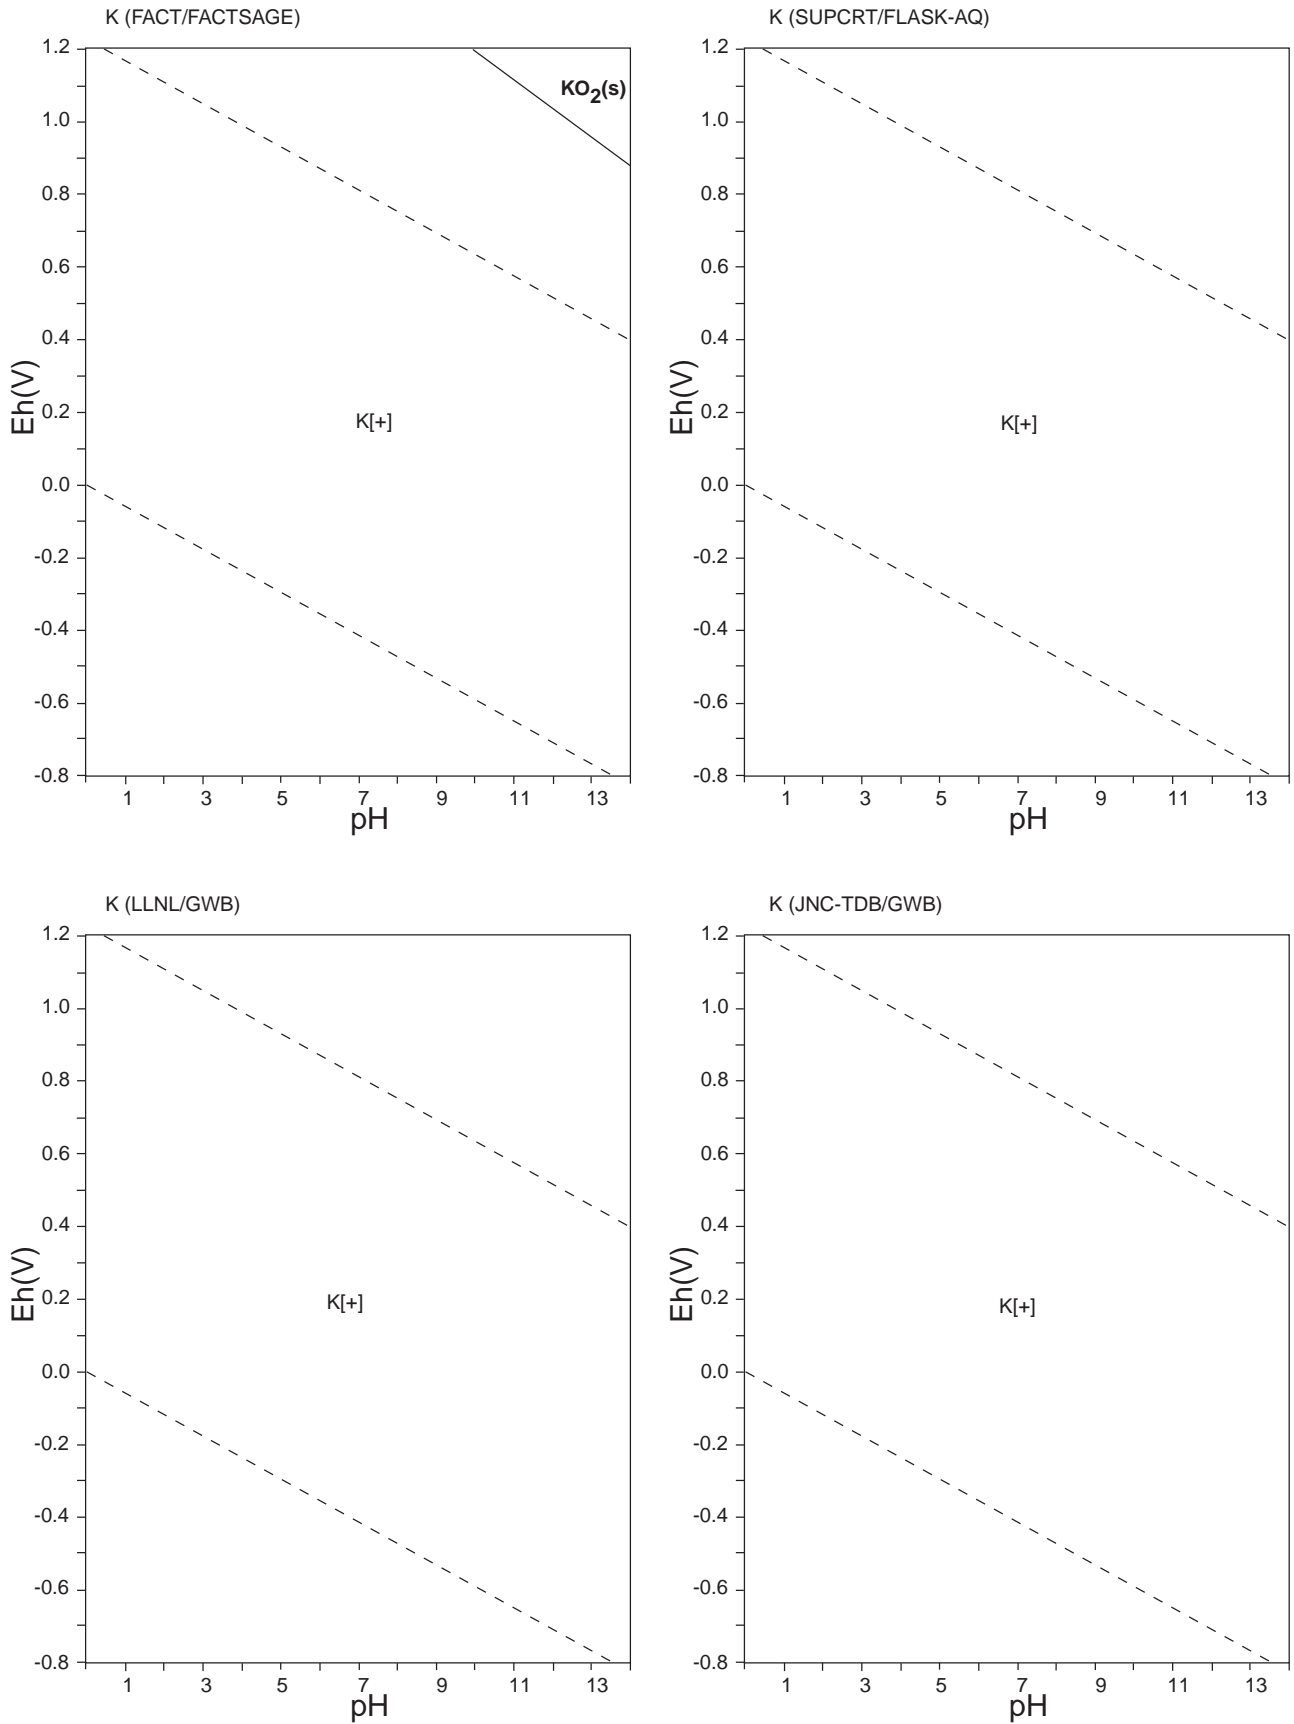 K (FACT/FACTSAGE)
1.2
1.0
0.8
0.6
0.4
0.2
0.0
-0.2
-0.4
-0.6
-0.8
Eh(V)
KO2(s)
K[+]
1 3 5 7 9 11 13
pH
K (SUPCRT/FLASK-AQ)
1.2
1.0
0.8
0.6
0.4
0.2
0.0
-0.2
-0.4
-0.6
-0.8
Eh(V)
K[+]
1 3 5 7 9 11 13
pH
K (LLNL/GWB)
1.2
1.0
0.8
0.6
0.4
0.2
0.0
-0.2
-0.4
-0.6
-0.8
Eh(V)
K[+]
1 3 5 7 9 11 13
pH
K (JNC-TDB/GWB)
1.2
1.0
0.8
0.6
0.4
0.2
0.0
-0.2
-0.4
-0.6
-0.8
Eh(V)
K[+]
1 3 5 7 9 11 13
pH